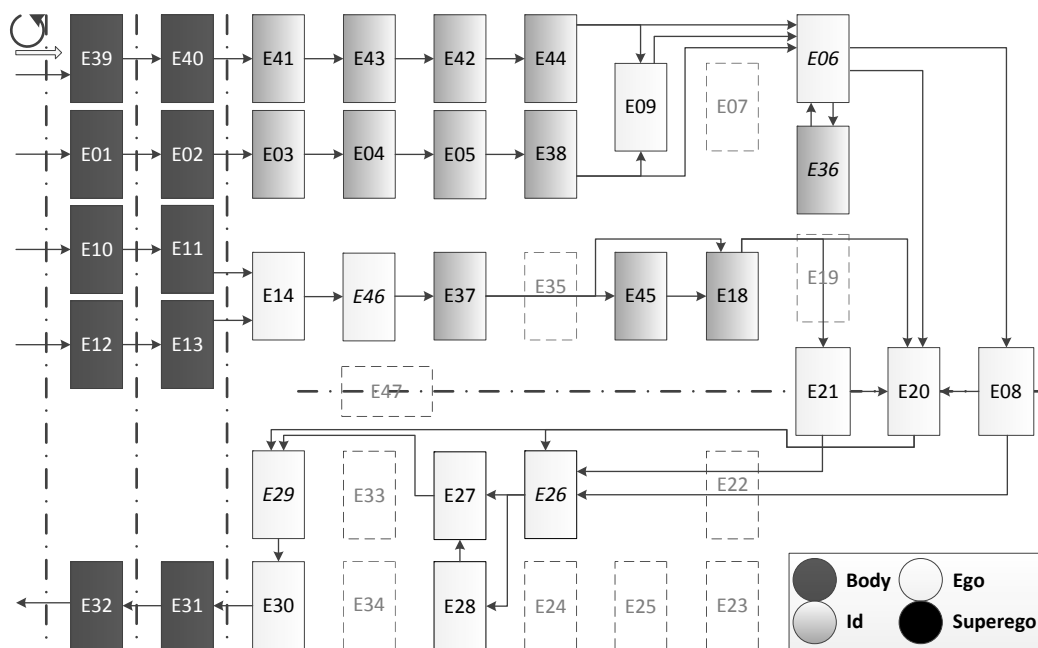 E39 E40 E41 E43 E42 E44 E06
E09 E07
E01 E02 E03 E04 E05 E38 E36
E10 E11
E14 E46 E37 E35 E45 E18 E19
E12 E13
E47 E21 E20 E08
E29 E33 E27 E26 E22
E32 E31 E30 E34 E28 E24 E25 E23
Body Ego
Id Superego